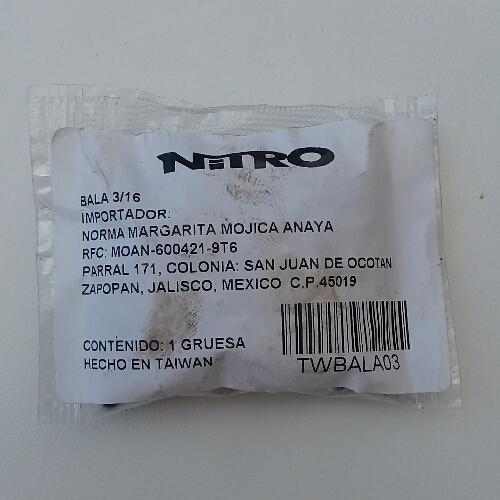 NITRO
BALA 3/16
IMPORTADOR:
NORMA MARGARITA MOJICA ANAYA
RFC: MOAN-600421-9T6
PARRAL 171, COLONIA: SAN JUAN DE OCOTAN
ZAPOPAN, JALISCO, MEXICO C.P.45019
CONTENIDO: 1 GRUESA
HECHO EN TAIWAN
TWBALA03